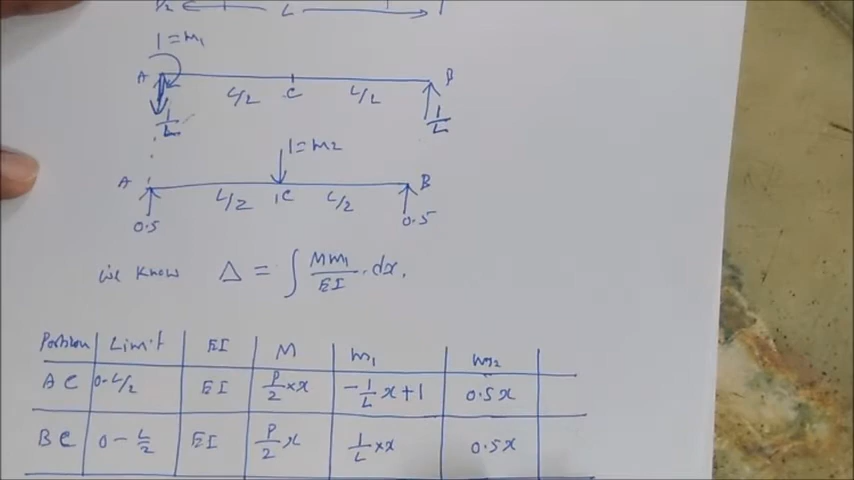 L/2 L
1 = m1
A B
L/2 C L/2
1/L 1/L
1 = m2
A B
L/2 C L/2
0.5 0.5
We know Δ = ∫ Mm1/EI . dx.
Portion Limit EI M m1 m2
AC 0-L/2 EI P/2 × x -1/L x + 1 0.5x
BC 0 - L/2 EI P/2 x 1/L × x 0.5x